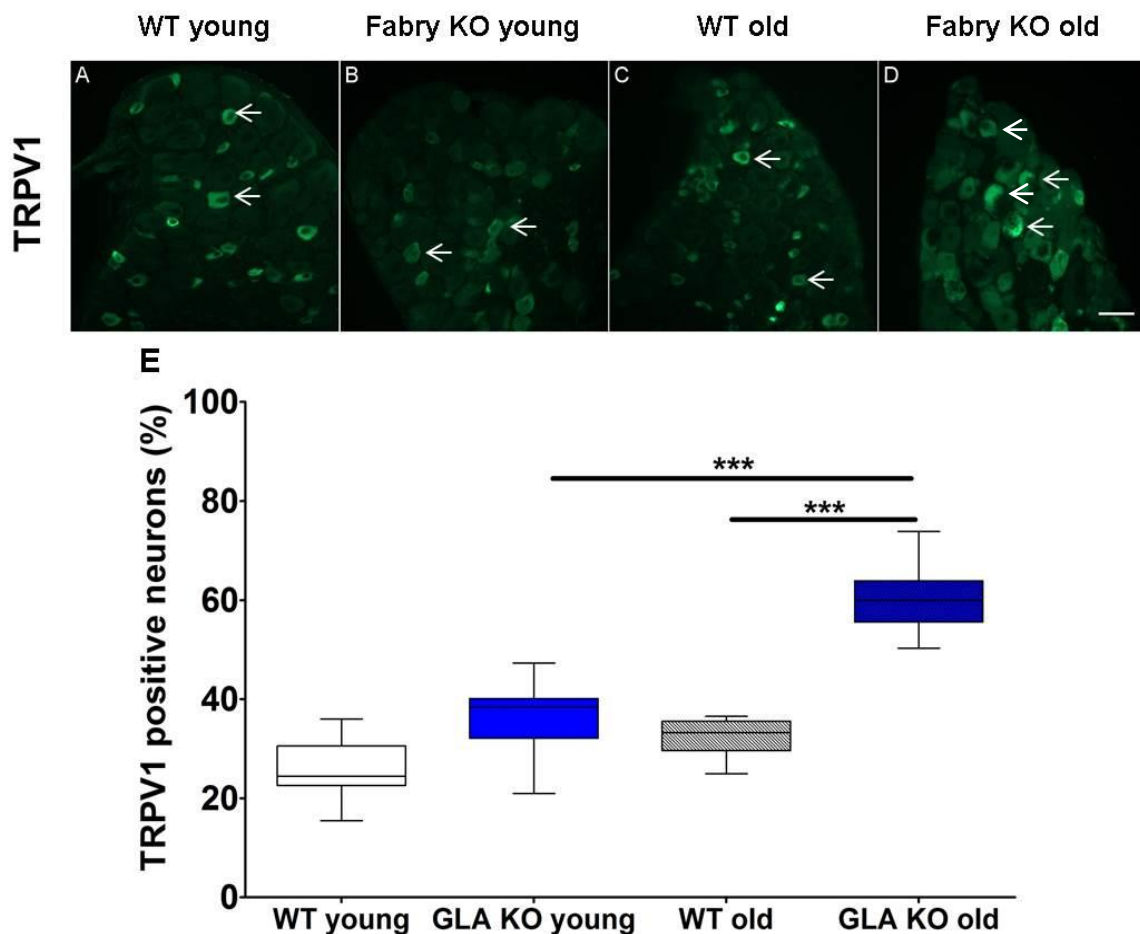 WT young Fabry KO young WT old Fabry KO old
A B C D
TRPV1
E
TRPV1 positive neurons (%)
100
80
60
40
20
0
***
***
WT young GLA KO young WT old GLA KO old